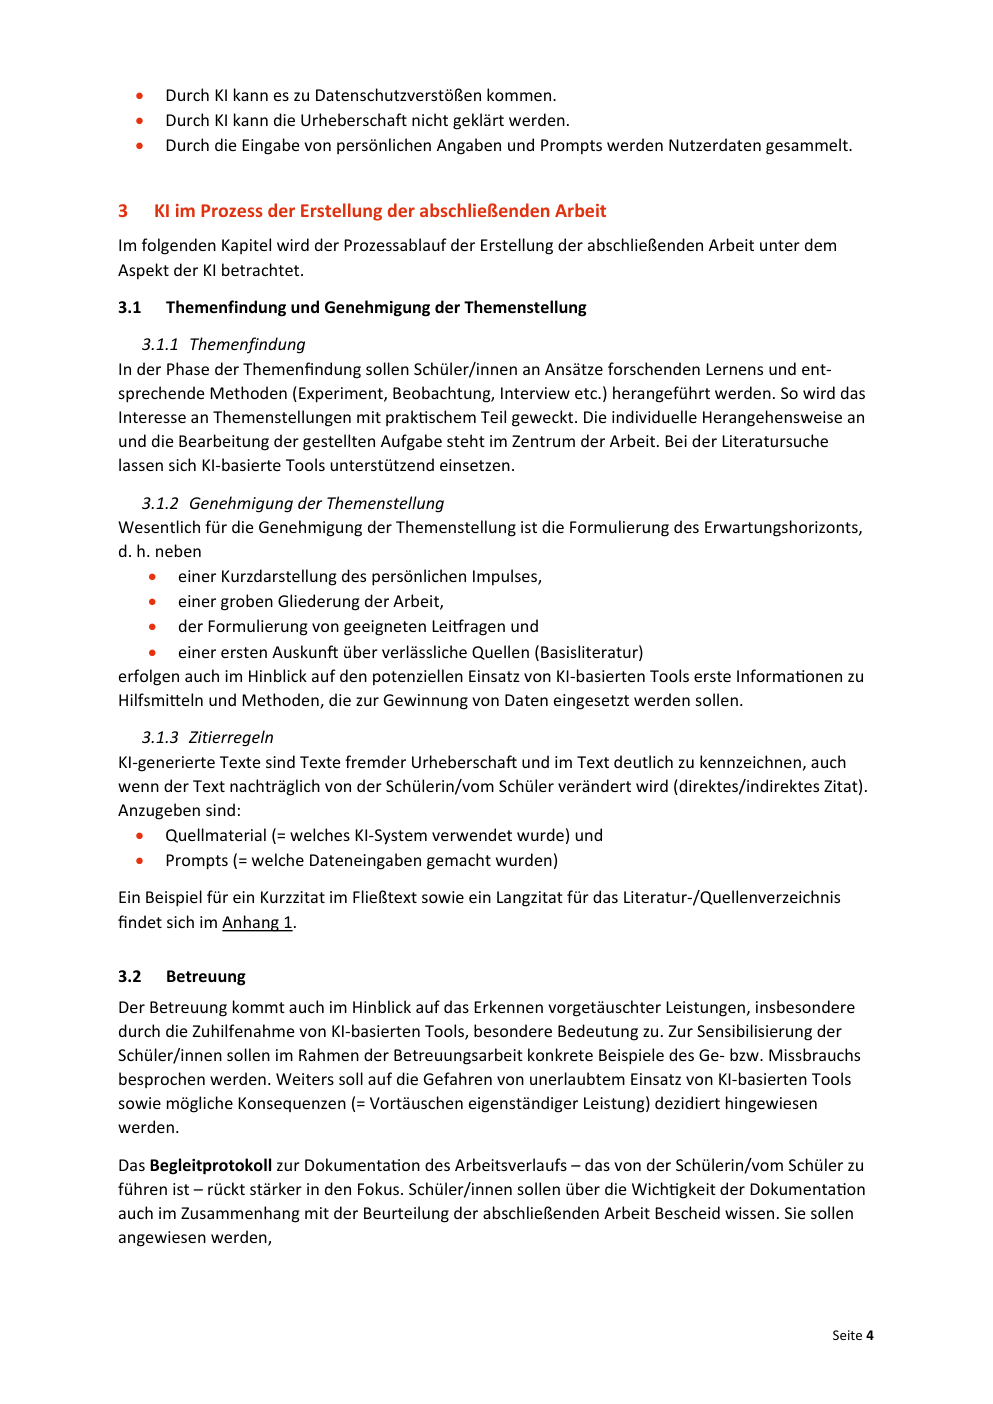 • Durch KI kann es zu Datenschutzverstößen kommen.
• Durch KI kann die Urheberschaft nicht geklärt werden.
• Durch die Eingabe von persönlichen Angaben und Prompts werden Nutzerdaten gesammelt.
3 KI im Prozess der Erstellung der abschließenden Arbeit
Im folgenden Kapitel wird der Prozessablauf der Erstellung der abschließenden Arbeit unter dem
Aspekt der KI betrachtet.
3.1 Themenfindung und Genehmigung der Themenstellung
3.1.1 Themenfindung
In der Phase der Themenfindung sollen Schüler/innen an Ansätze forschenden Lernens und ent-
sprechende Methoden (Experiment, Beobachtung, Interview etc.) herangeführt werden. So wird das
Interesse an Themenstellungen mit praktischem Teil geweckt. Die individuelle Herangehensweise an
und die Bearbeitung der gestellten Aufgabe steht im Zentrum der Arbeit. Bei der Literatursuche
lassen sich KI-basierte Tools unterstützend einsetzen.
3.1.2 Genehmigung der Themenstellung
Wesentlich für die Genehmigung der Themenstellung ist die Formulierung des Erwartungshorizonts,
d. h. neben
• einer Kurzdarstellung des persönlichen Impulses,
• einer groben Gliederung der Arbeit,
• der Formulierung von geeigneten Leitfragen und
• einer ersten Auskunft über verlässliche Quellen (Basisliteratur)
erfolgen auch im Hinblick auf den potenziellen Einsatz von KI-basierten Tools erste Informationen zu
Hilfsmitteln und Methoden, die zur Gewinnung von Daten eingesetzt werden sollen.
3.1.3 Zitierregeln
KI-generierte Texte sind Texte fremder Urheberschaft und im Text deutlich zu kennzeichnen, auch
wenn der Text nachträglich von der Schülerin/vom Schüler verändert wird (direktes/indirektes Zitat).
Anzugeben sind:
• Quellmaterial (= welches KI-System verwendet wurde) und
• Prompts (= welche Dateneingaben gemacht wurden)
Ein Beispiel für ein Kurzzitat im Fließtext sowie ein Langzitat für das Literatur-/Quellenverzeichnis
findet sich im Anhang 1.
3.2 Betreuung
Der Betreuung kommt auch im Hinblick auf das Erkennen vorgetäuschter Leistungen, insbesondere
durch die Zuhilfenahme von KI-basierten Tools, besondere Bedeutung zu. Zur Sensibilisierung der
Schüler/innen sollen im Rahmen der Betreuungsarbeit konkrete Beispiele des Ge- bzw. Missbrauchs
besprochen werden. Weiters soll auf die Gefahren von unerlaubtem Einsatz von KI-basierten Tools
sowie mögliche Konsequenzen (= Vortäuschen eigenständiger Leistung) dezidiert hingewiesen
werden.
Das Begleitprotokoll zur Dokumentation des Arbeitsverlaufs – das von der Schülerin/vom Schüler zu
führen ist – rückt stärker in den Fokus. Schüler/innen sollen über die Wichtigkeit der Dokumentation
auch im Zusammenhang mit der Beurteilung der abschließenden Arbeit Bescheid wissen. Sie sollen
angewiesen werden,
Seite 4